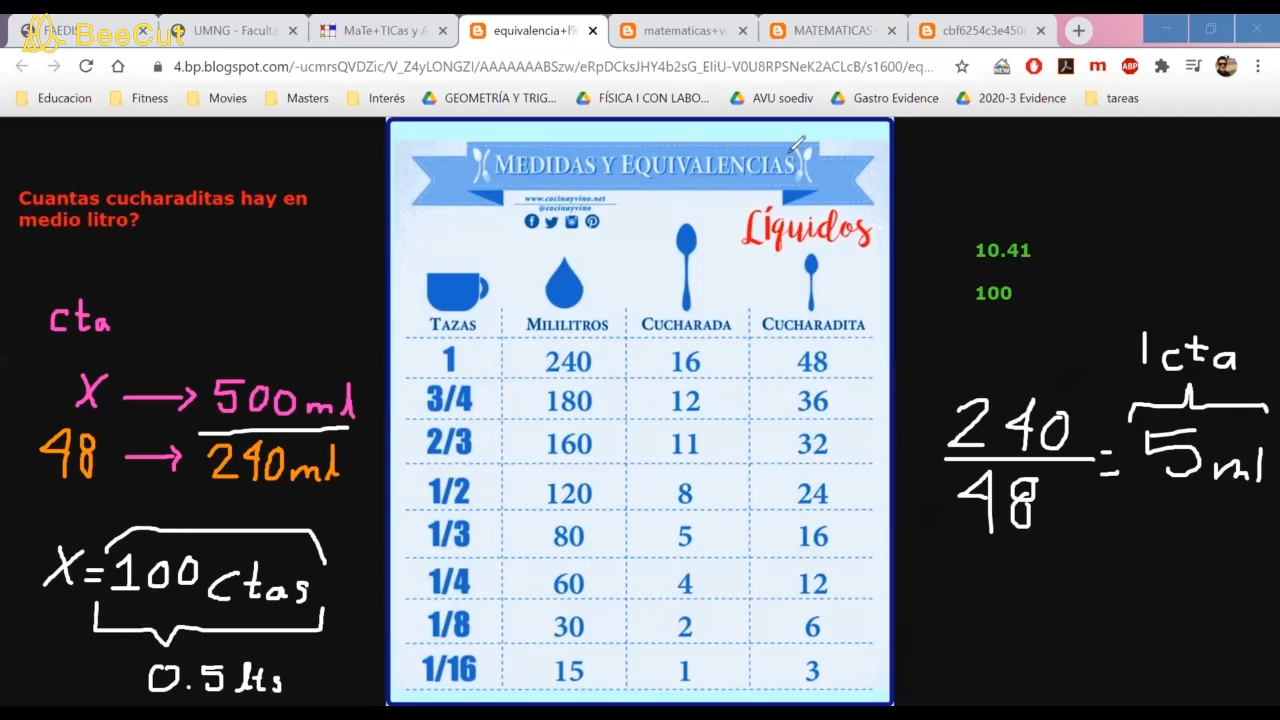 FAEDIS
UMNG - Faculta
MaTe+TICas y A
equivalencia+l%
matematicas+v
MATEMATICAS
cbf6254c3e450
BeeCut
4.bp.blogspot.com/-ucmrsQVDZic/V_Z4yLONGZI/AAAAAAABSzw/eRpDCksJHY4b2sG_EIiU-V0U8RPSNeK2ACLcB/s1600/eq...
NEW
ABP
Educacion
Fitness
Movies
Masters
Interés
GEOMETRÍA Y TRIG...
FÍSICA I CON LABO...
AVU soediv
Gastro Evidence
2020-3 Evidence
tareas
Cuantas cucharaditas hay en
medio litro?
cta
X → 500ml
48 → 240ml
X=100 ctas
0.5 lts
MEDIDAS Y EQUIVALENCIAS
www.cocinayvino.net
@cocinayvino
Líquidos
TAZAS MILILITROS CUCHARADA CUCHARADITA
1 240 16 48
3/4 180 12 36
2/3 160 11 32
1/2 120 8 24
1/3 80 5 16
1/4 60 4 12
1/8 30 2 6
1/16 15 1 3
10.41
100
1cta
240
48
= 5ml